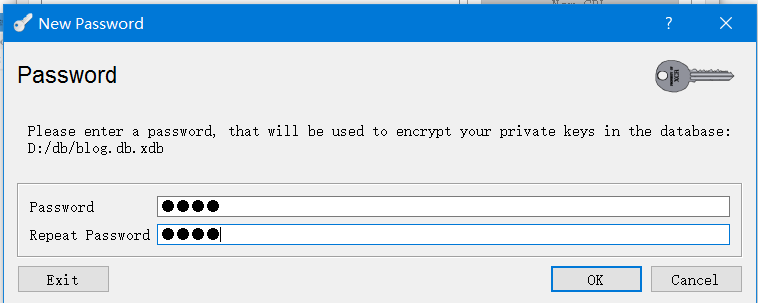 New Password
Password
Please enter a password, that will be used to encrypt your private keys in the database:
D:/db/blog.db.xdb
Password ●●●●
Repeat Password ●●●●
Exit OK Cancel